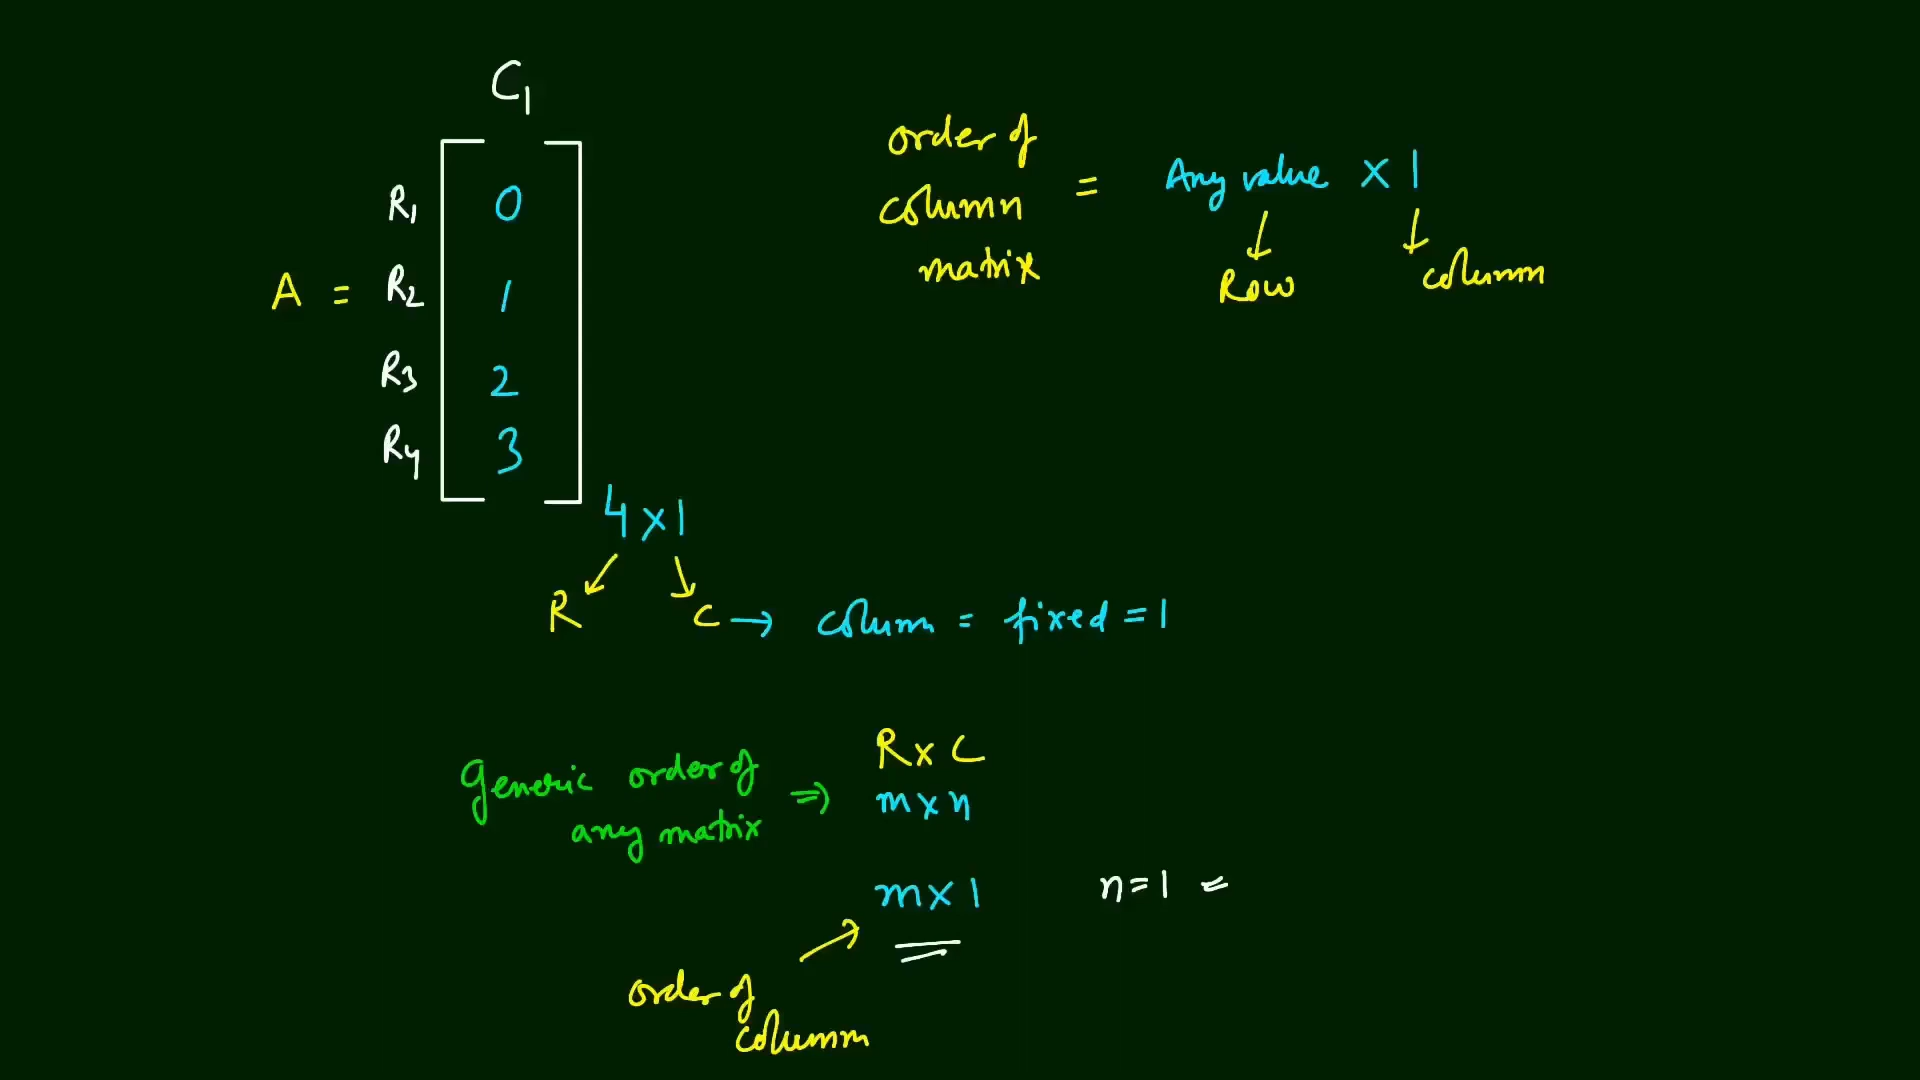 C1
R1 0
A = R2 1
R3 2
R4 3
4 x 1
R C → column = fixed = 1
order of
column
matrix
= Any value x 1
Row column
Generic order of
any matrix
⇒ R x C
m x n
m x 1 n = 1
order of
column